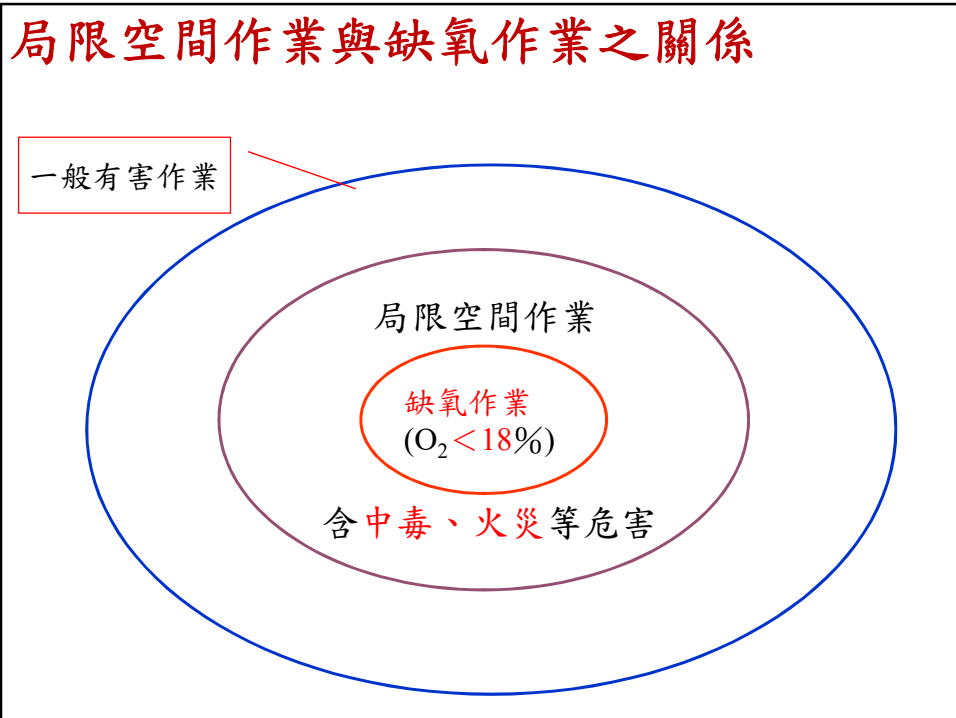 局限空間作業與缺氧作業之關係
一般有害作業
局限空間作業
缺氧作業
(O₂＜18％)
含中毒、火災等危害